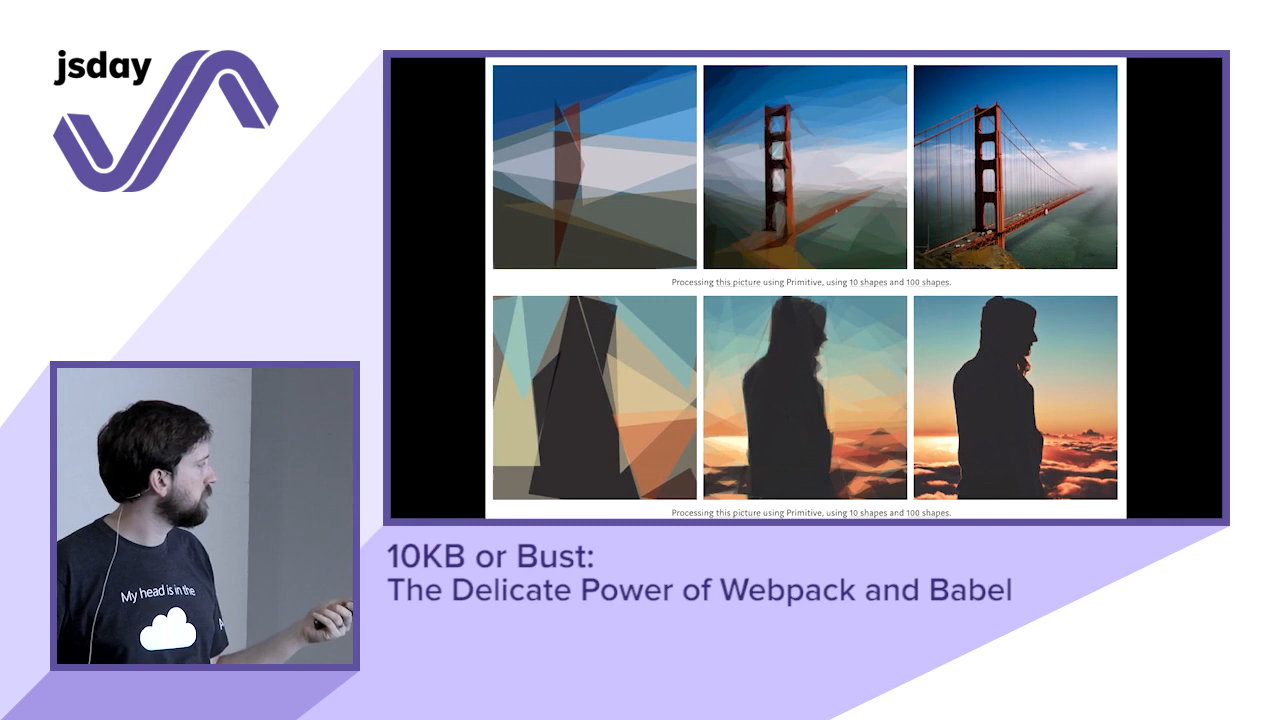 jsday
Processing this picture using Primitive, using 10 shapes and 100 shapes.
Processing this picture using Primitive, using 10 shapes and 100 shapes.
My head is in the
10KB or Bust:
The Delicate Power of Webpack and Babel